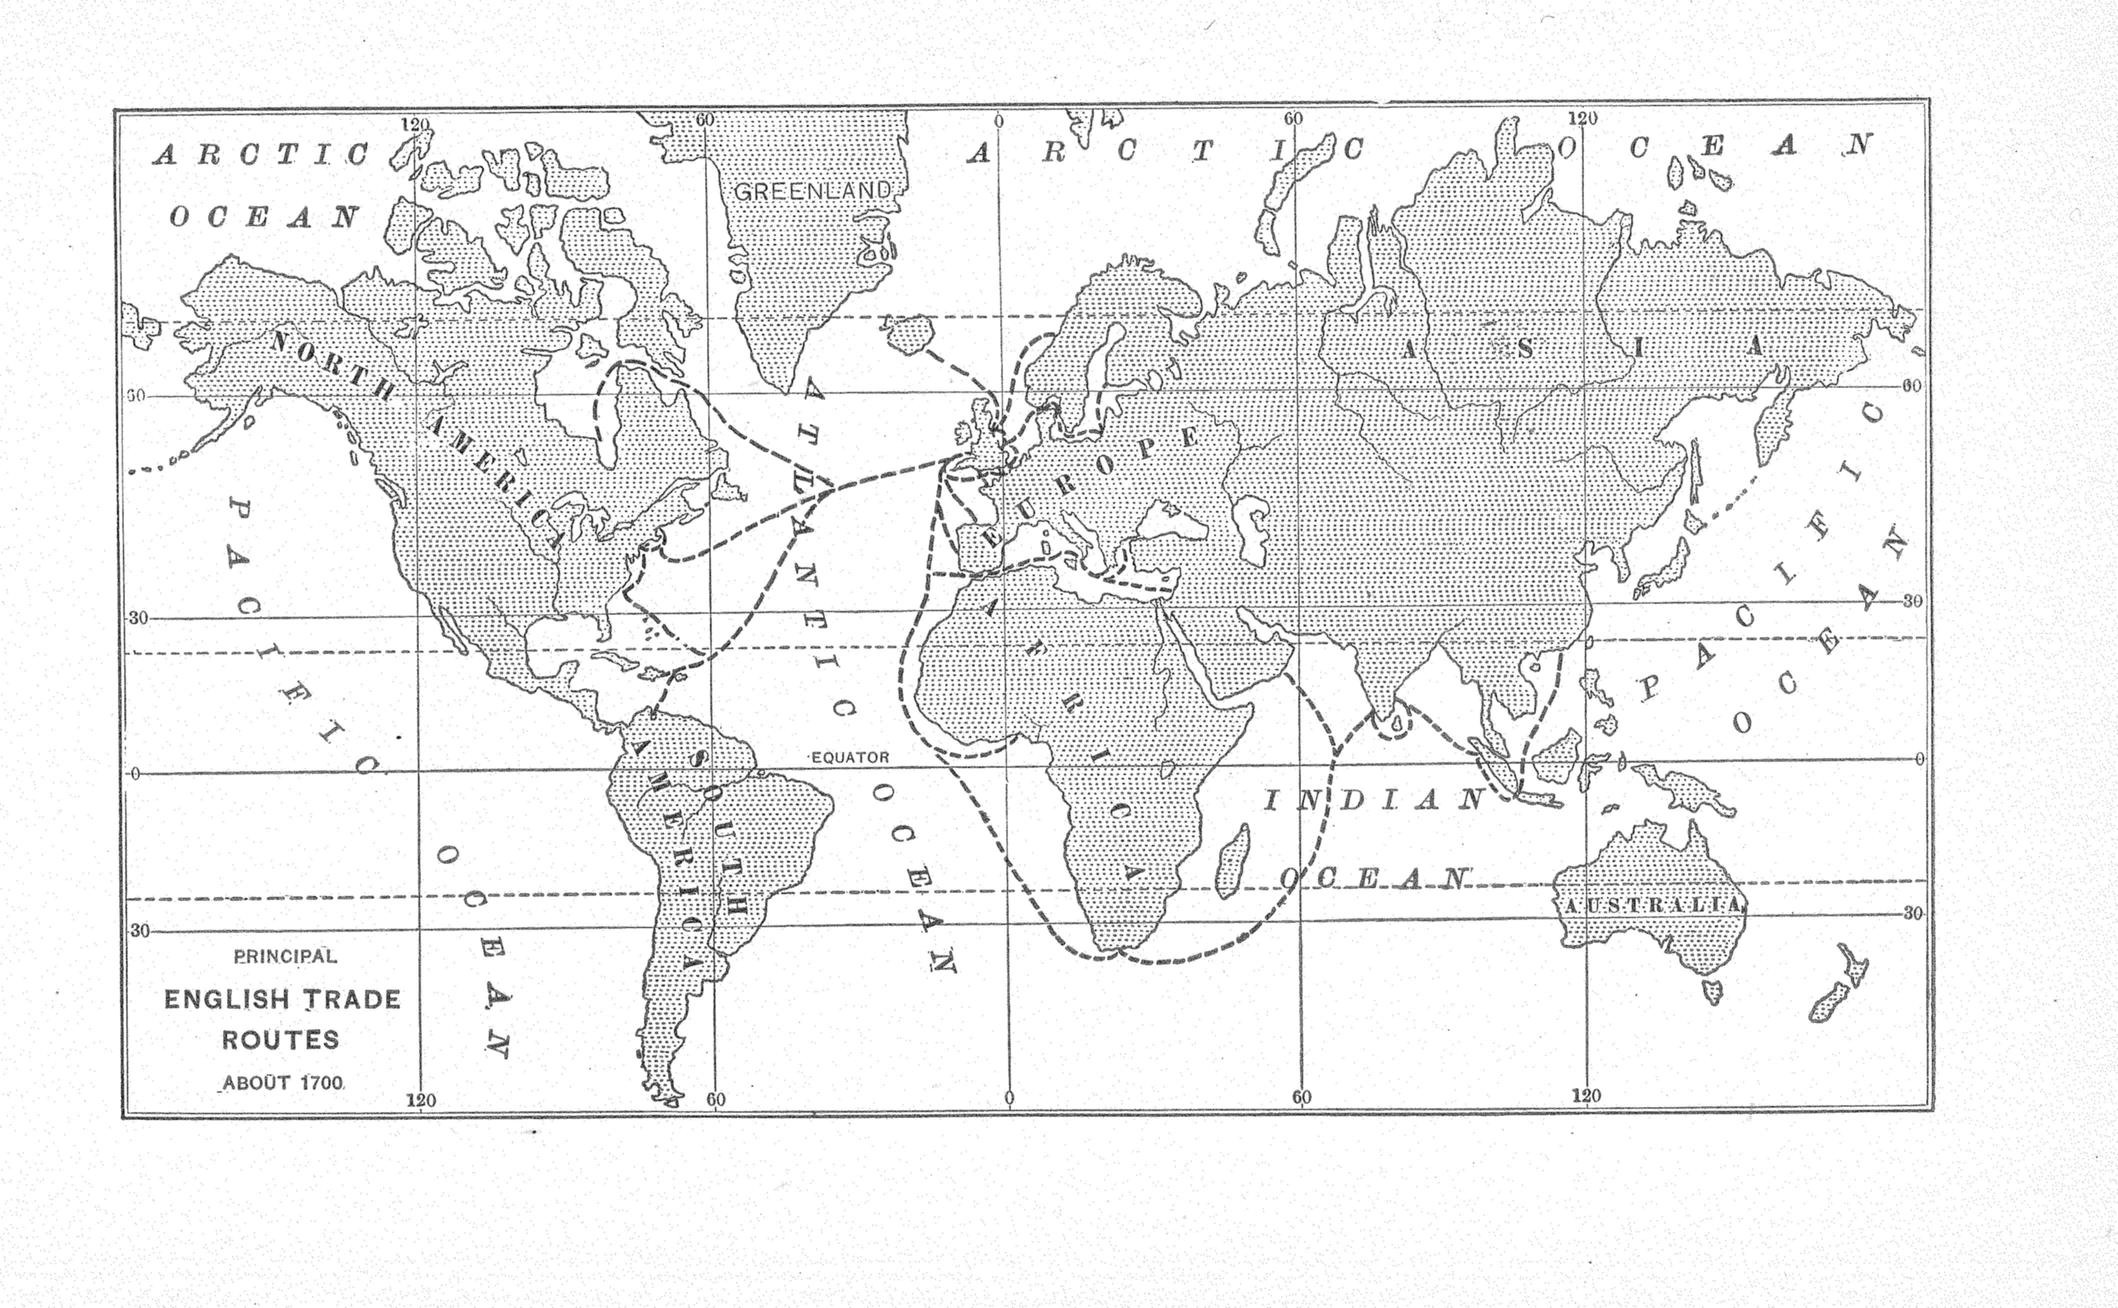 120 60 0 60 120
ARCTIC
OCEAN
ARCTIC OCEAN
GREENLAND
NORTH AMERICA
ASIA
EUROPE
60 60
ATLANTIC OCEAN
PACIFIC OCEAN
PACIFIC
OCEAN
AFRICA
30 30
EQUATOR
0 0
SOUTH
AMERICA
INDIAN
OCEAN
AUSTRALIA
30 30
PRINCIPAL
ENGLISH TRADE
ROUTES
ABOUT 1700
120 60 0 60 120